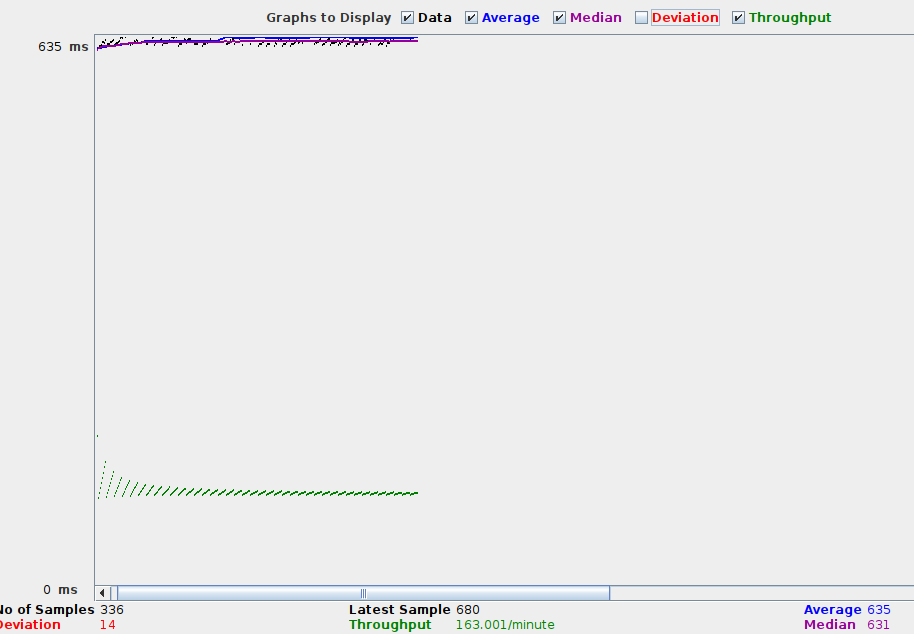 Graphs to Display Data Average Median Deviation Throughput
635 ms
0 ms
No of Samples 336 Latest Sample 680 Average 635
Deviation 14 Throughput 163.001/minute Median 631